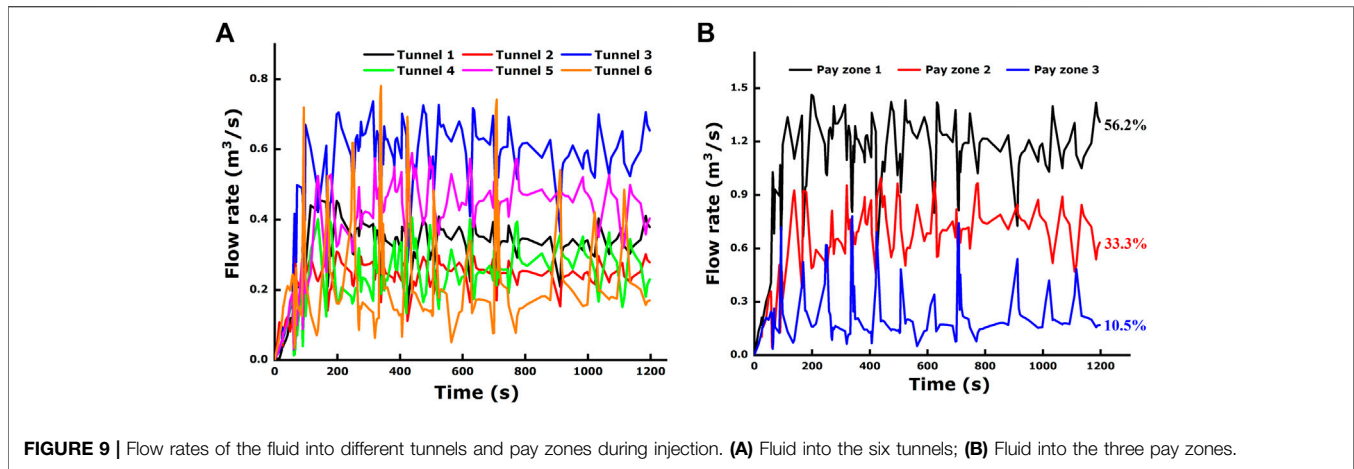 A
B
Tunnel 1 Tunnel 2 Tunnel 3
Tunnel 4 Tunnel 5 Tunnel 6
Flow rate (m³/s)
0.8
0.6
0.4
0.2
0.0
0 200 400 600 800 1000 1200
Time (s)
Pay zone 1 Pay zone 2 Pay zone 3
Flow rate (m³/s)
1.5
1.2
0.9
0.6
0.3
0.0
56.2%
33.3%
10.5%
0 200 400 600 800 1000 1200
Time (s)
FIGURE 9 | Flow rates of the fluid into different tunnels and pay zones during injection. (A) Fluid into the six tunnels; (B) Fluid into the three pay zones.